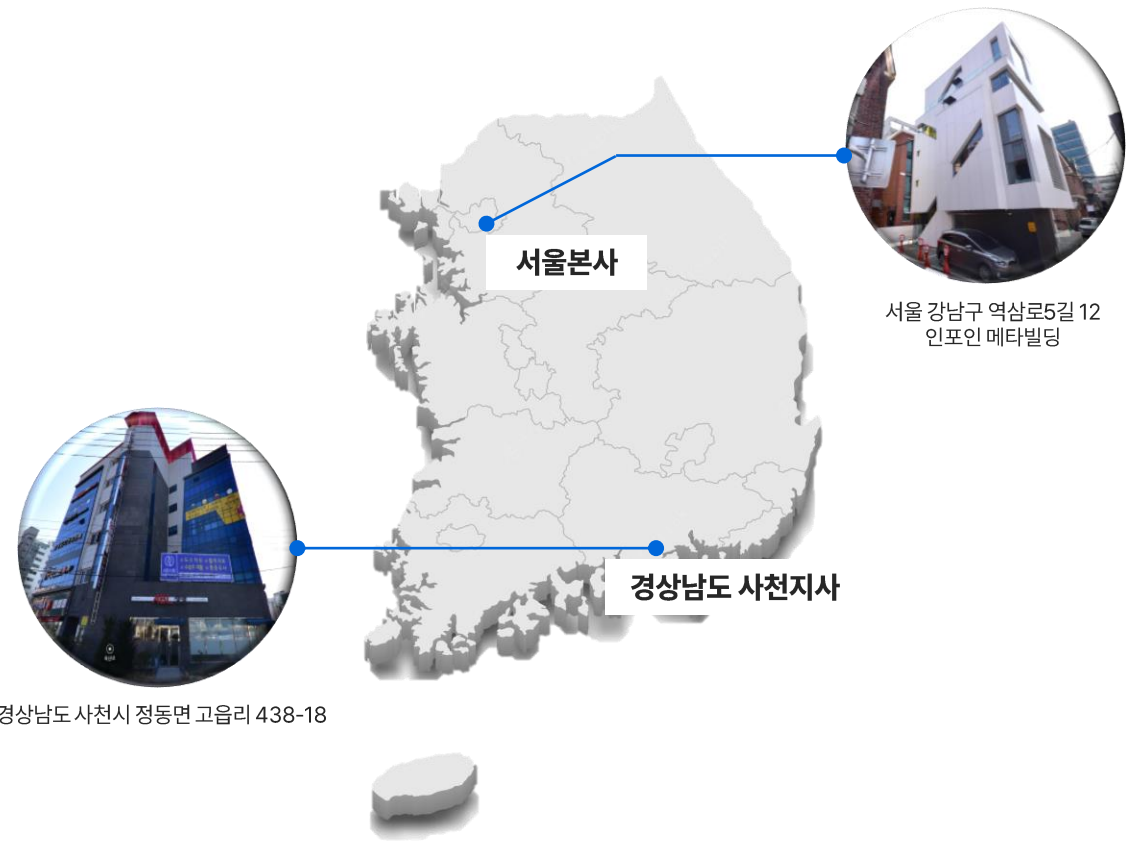 서울본사
서울 강남구 역삼로5길 12
인포인 메타빌딩
경상남도 사천지사
경상남도 사천시 정동면 고읍리 438-18